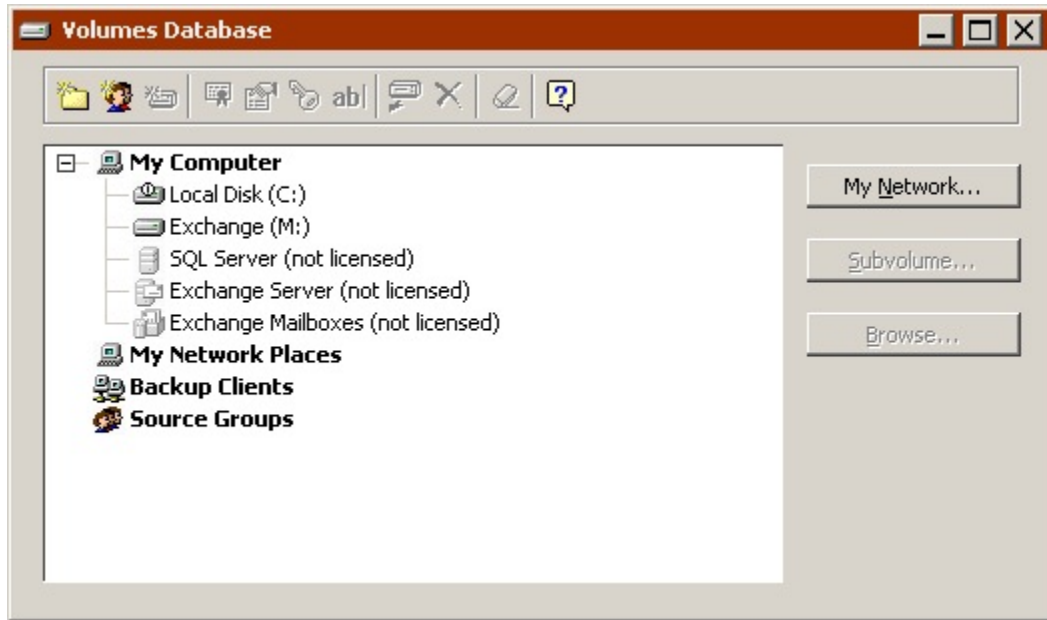 Volumes Database
ab|
My Computer
Local Disk (C:)
Exchange (M:)
SQL Server (not licensed)
Exchange Server (not licensed)
Exchange Mailboxes (not licensed)
My Network Places
Backup Clients
Source Groups
My Network...
Subvolume...
Browse...